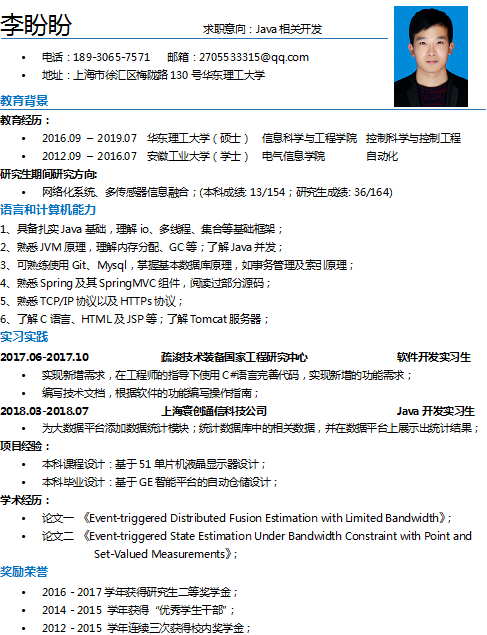 李盼盼 求职意向：Java 相关开发
• 电话：189-3065-7571 邮箱：2705533315@qq.com
• 地址：上海市徐汇区梅陇路 130 号华东理工大学
教育背景
教育经历：
• 2016.09 – 2019.07 华东理工大学（硕士） 信息科学与工程学院 控制科学与控制工程
• 2012.09 – 2016.07 安徽工业大学（学士） 电气信息学院 自动化
研究生期间研究方向:
• 网络化系统、多传感器信息融合；(本科成绩: 13/154；研究生成绩: 36/164)
语言和计算机能力
1、具备扎实 Java 基础，理解 io、多线程、集合等基础框架；
2、熟悉 JVM 原理，理解内存分配、GC 等；了解 Java 并发；
3、可熟练使用 Git、Mysql，掌握基本数据库原理，如事务管理及索引原理；
4、熟悉 Spring 及其 SpringMVC 组件，阅读过部分源码；
5、熟悉 TCP/IP 协议以及 HTTPs 协议；
6、了解 C 语言、HTML 及 JSP 等；了解 Tomcat 服务器；
实习实践
2017.06-2017.10 疏浚技术装备国家工程研究中心 软件开发实习生
• 实现新增需求，在工程师的指导下使用 C#语言完善代码，实现新增的功能需求；
• 编写技术文档，根据软件的功能编写操作指南；
2018.03-2018.07 上海寰创通信科技公司 Java 开发实习生
• 为大数据平台添加数据统计模块；统计数据库中的相关数据，并在数据平台上展示出统计结果；
项目经验：
• 本科课程设计：基于 51 单片机液晶显示器设计；
• 本科毕业设计：基于 GE 智能平台的自动仓储设计；
学术经历：
• 论文一 《Event-triggered Distributed Fusion Estimation with Limited Bandwidth》；
• 论文二 《Event-triggered State Estimation Under Bandwidth Constraint with Point and
Set-Valued Measurements》；
奖励荣誉
• 2016 - 2017 学年获得研究生二等奖学金；
• 2014 - 2015 学年获得 “优秀学生干部”；
• 2012 - 2015 学年连续三次获得校内奖学金；